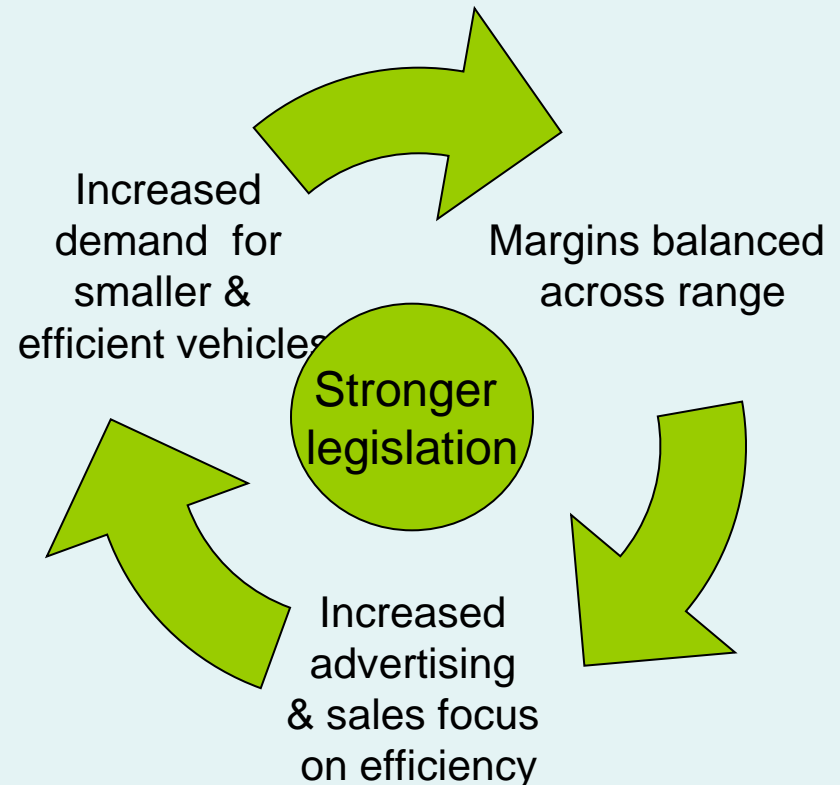 Increased
demand for
smaller &
efficient vehicles
Margins balanced
across range
Stronger
legislation
Increased
advertising
& sales focus
on efficiency